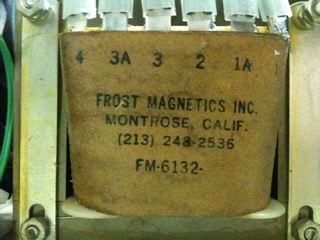 4 3A 3 2 1A
FROST MAGNETICS INC.
MONTROSE, CALIF.
(213) 248-2536
FM-6132-